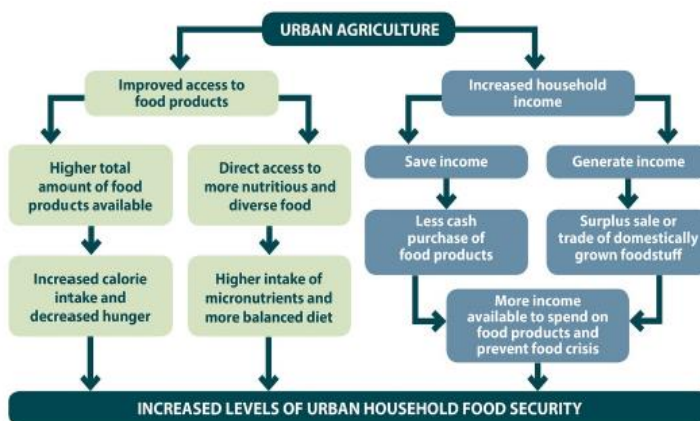 URBAN AGRICULTURE
Improved access to
food products
Increased household
income
Higher total
amount of food
products available
Direct access to
more nutritious and
diverse food
Save income
Generate income
Less cash
purchase of
food products
Surplus sale or
trade of domestically
grown foodstuff
Increased calorie
intake and
decreased hunger
Higher intake of
micronutrients and
more balanced diet
More income
available to spend on
food products and
prevent food crisis
INCREASED LEVELS OF URBAN HOUSEHOLD FOOD SECURITY